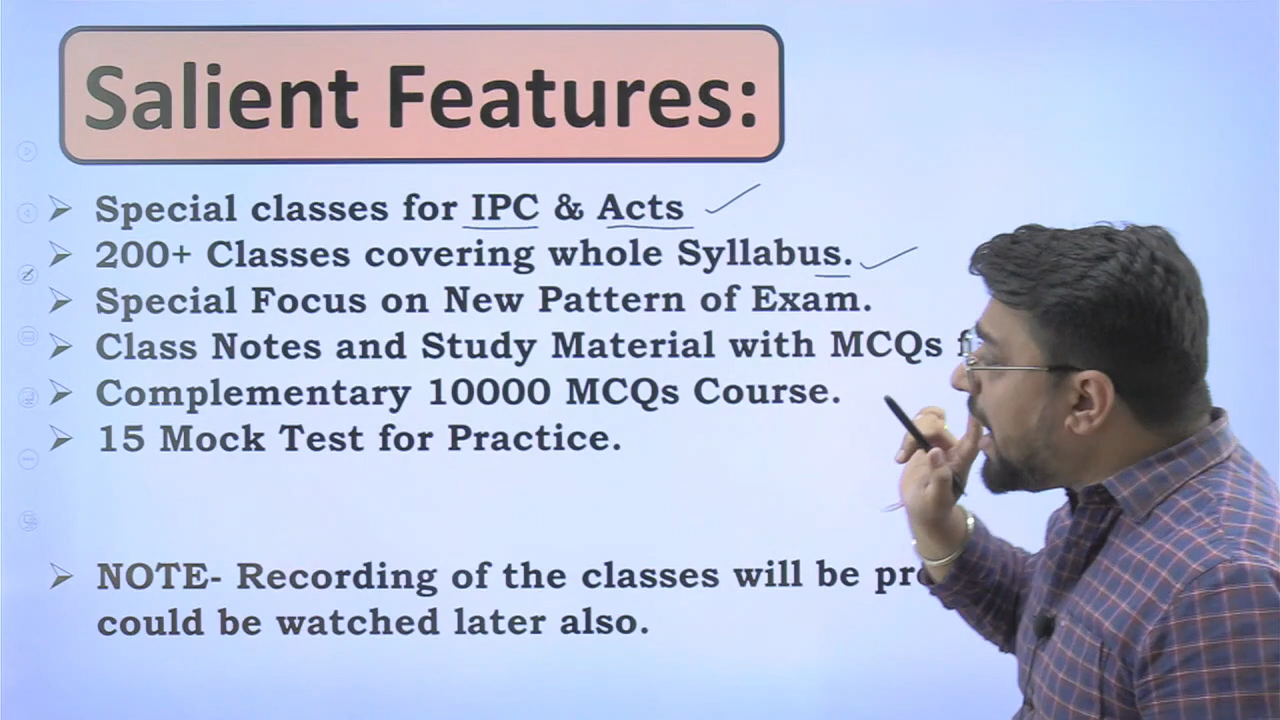 Salient Features:
Special classes for IPC & Acts
200+ Classes covering whole Syllabus.
Special Focus on New Pattern of Exam.
Class Notes and Study Material with MCQs
Complementary 10000 MCQs Course.
15 Mock Test for Practice.
NOTE- Recording of the classes will be
could be watched later also.